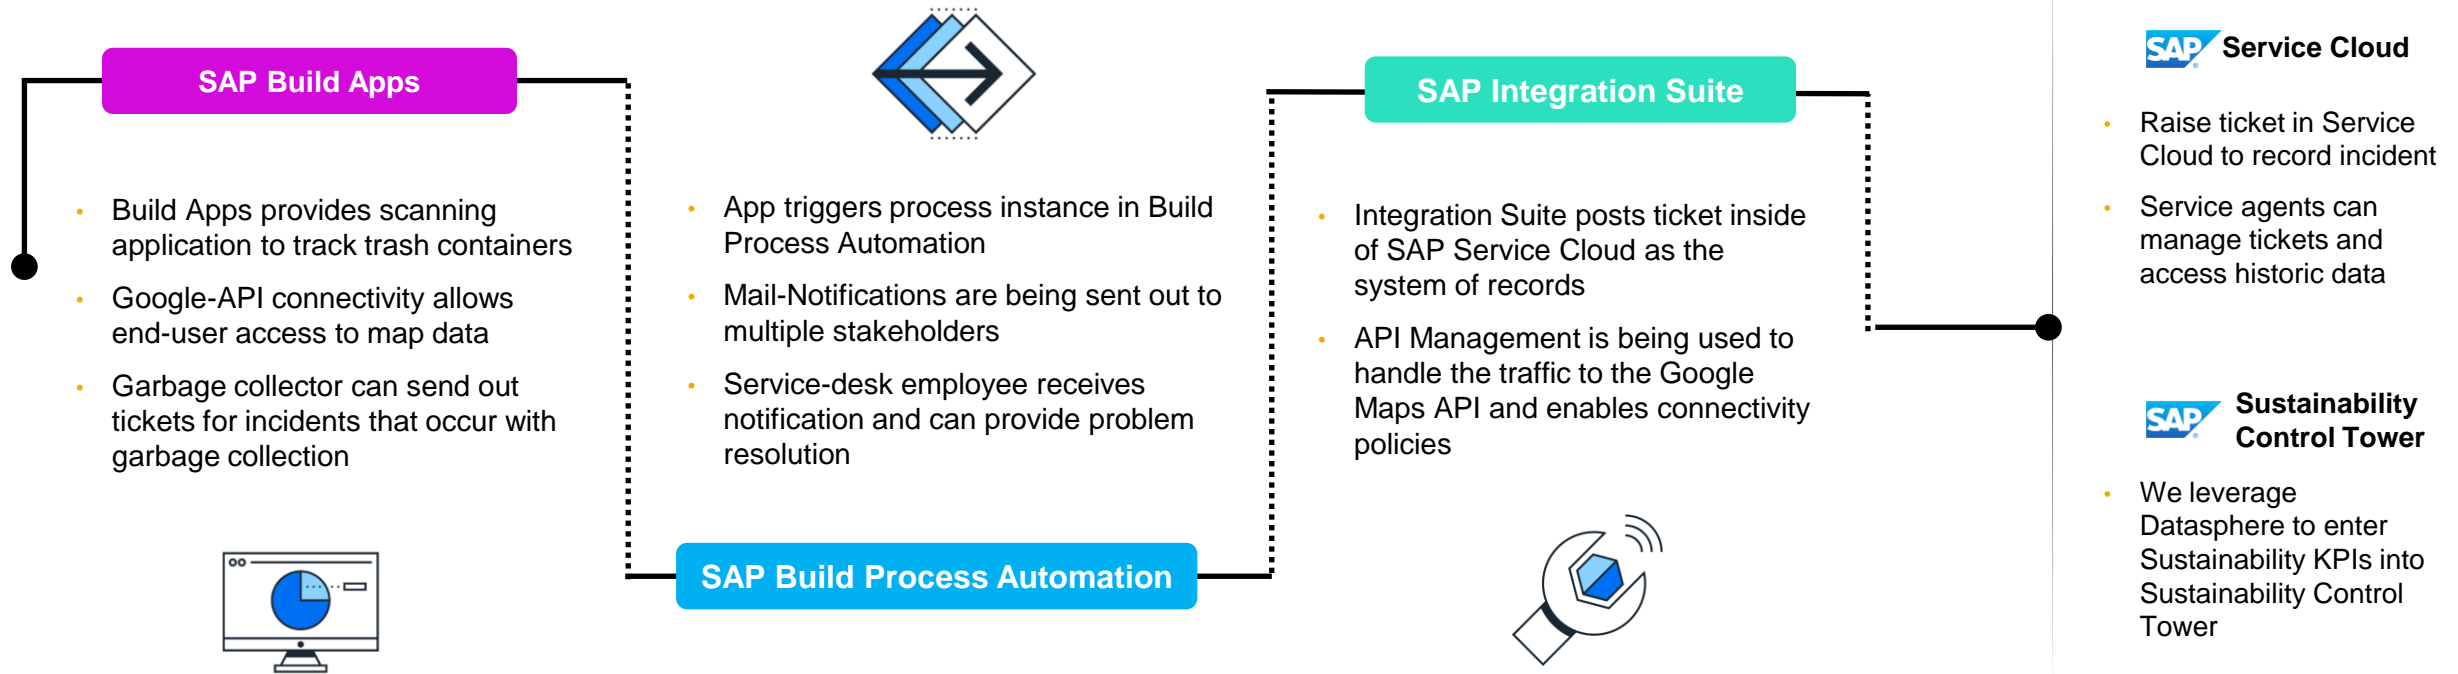 SAP Build Apps
• Build Apps provides scanning
application to track trash containers
• Google-API connectivity allows
end-user access to map data
• Garbage collector can send out
tickets for incidents that occur with
garbage collection
• App triggers process instance in Build
Process Automation
• Mail-Notifications are being sent out to
multiple stakeholders
• Service-desk employee receives
notification and can provide problem
resolution
SAP Build Process Automation
SAP Integration Suite
• Integration Suite posts ticket inside
of SAP Service Cloud as the
system of records
• API Management is being used to
handle the traffic to the Google
Maps API and enables connectivity
policies
SAP® Service Cloud
• Raise ticket in Service
Cloud to record incident
• Service agents can
manage tickets and
access historic data
SAP® Sustainability
Control Tower
• We leverage
Datasphere to enter
Sustainability KPIs into
Sustainability Control
Tower